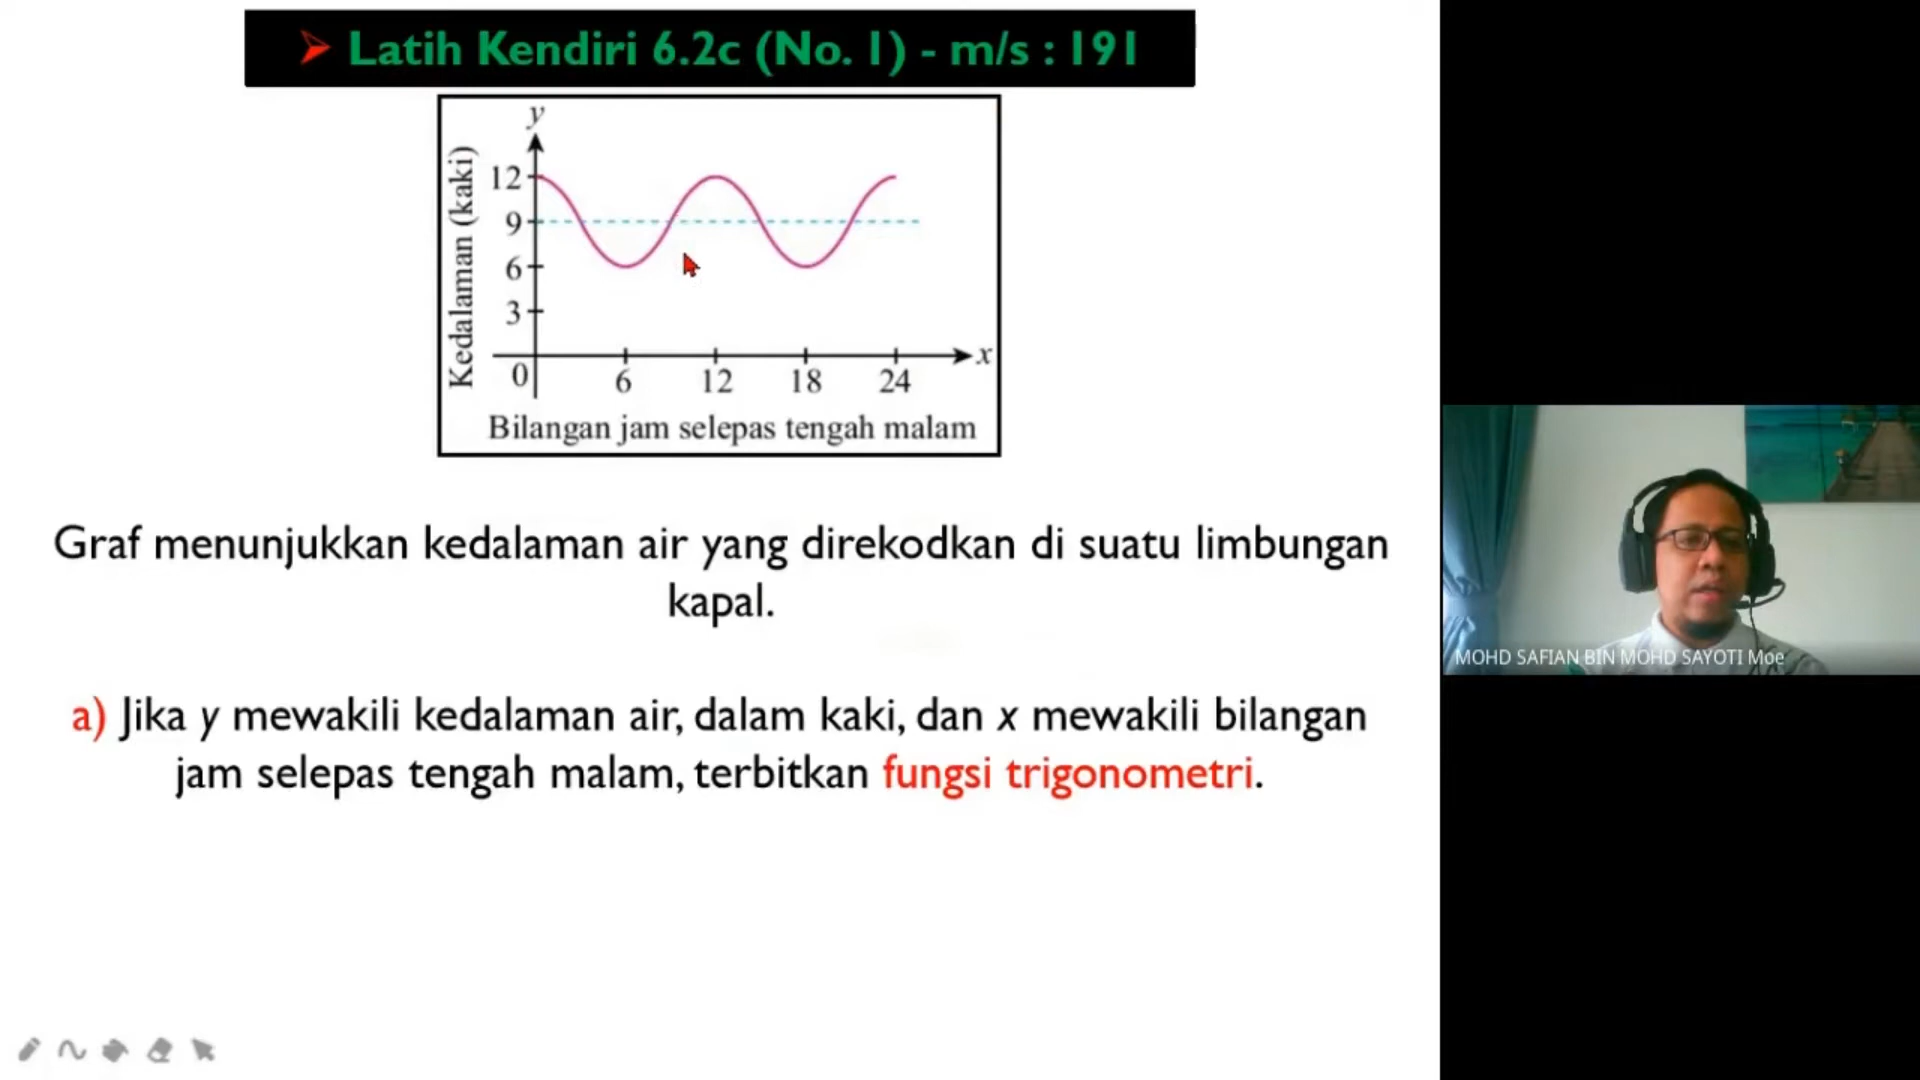 Latih Kendiri 6.2c (No. 1) - m/s : 191
y
Kedalaman (kaki)
12
9
6
3
0
6 12 18 24
x
Bilangan jam selepas tengah malam
Graf menunjukkan kedalaman air yang direkodkan di suatu limbungan
kapal.
a) Jika y mewakili kedalaman air, dalam kaki, dan x mewakili bilangan
jam selepas tengah malam, terbitkan fungsi trigonometri.
MOHD SAFIAN BIN MOHD SAYOTI Moe